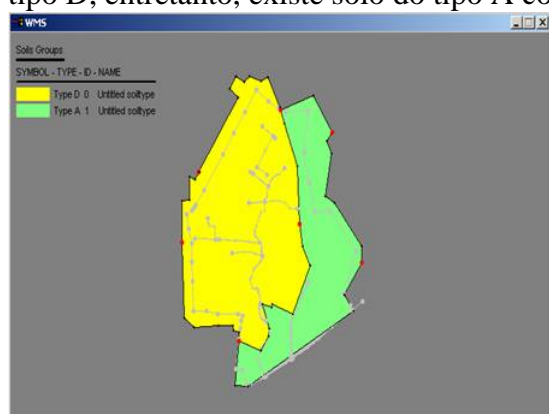 tipo D, entretanto, existe solo do tipo A co
WMS
Soils Groups:
SYMBOL - TYPE - ID - NAME
Type D 0 Untitled soiltype
Type A 1 Untitled soiltype